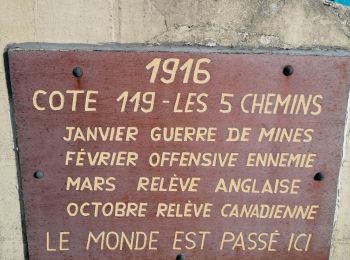 1916
COTE 119 - LES 5 CHEMINS
JANVIER GUERRE DE MINES
FÉVRIER OFFENSIVE ENNEMIE
MARS RELÈVE ANGLAISE
OCTOBRE RELÈVE CANADIENNE
LE MONDE EST PASSÉ ICI